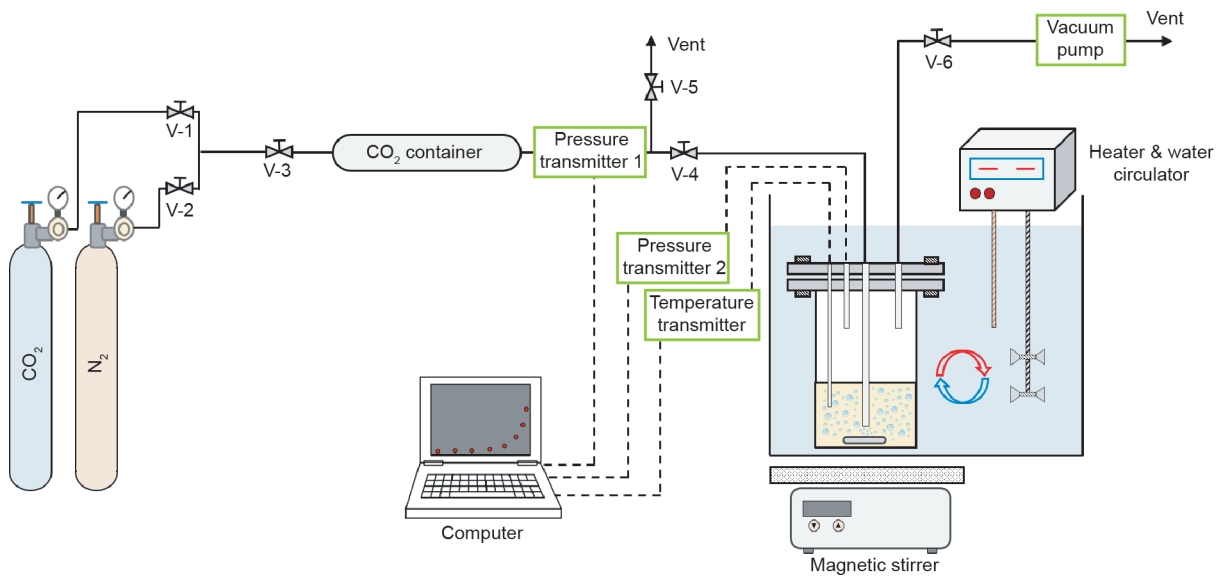 Vent
V-5
V-6
Vacuum
pump
Vent
V-1
V-3
CO₂ container
Pressure
transmitter 1
V-4
Heater & water
circulator
V-2
Pressure
transmitter 2
Temperature
transmitter
CO₂
N₂
Computer
Magnetic stirrer